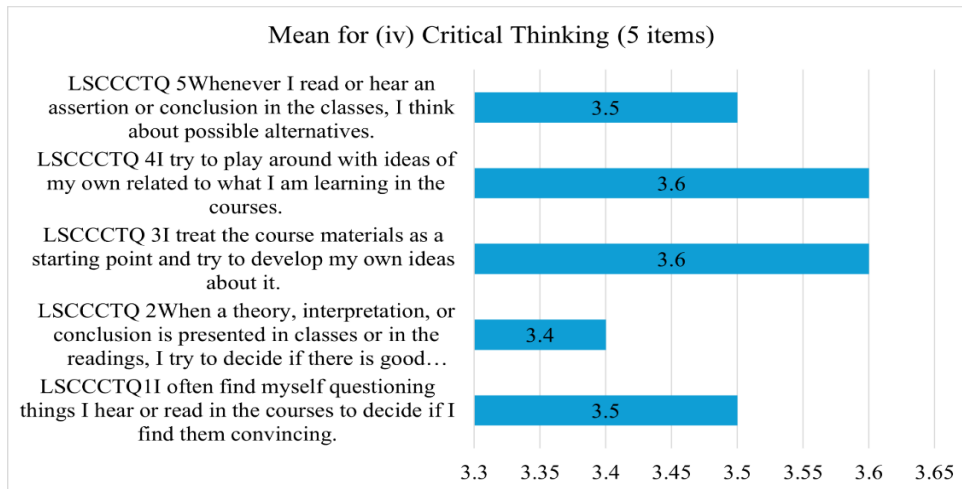 Mean for (iv) Critical Thinking (5 items)
LSCCCTQ 5Whenever I read or hear an
assertion or conclusion in the classes, I think
about possible alternatives.
3.5
LSCCCTQ 4I try to play around with ideas of
my own related to what I am learning in the
courses.
3.6
LSCCCTQ 3I treat the course materials as a
starting point and try to develop my own ideas
about it.
3.6
LSCCCTQ 2When a theory, interpretation, or
conclusion is presented in classes or in the
readings, I try to decide if there is good…
3.4
LSCCCTQ1I often find myself questioning
things I hear or read in the courses to decide if I
find them convincing.
3.5
3.3 3.35 3.4 3.45 3.5 3.55 3.6 3.65